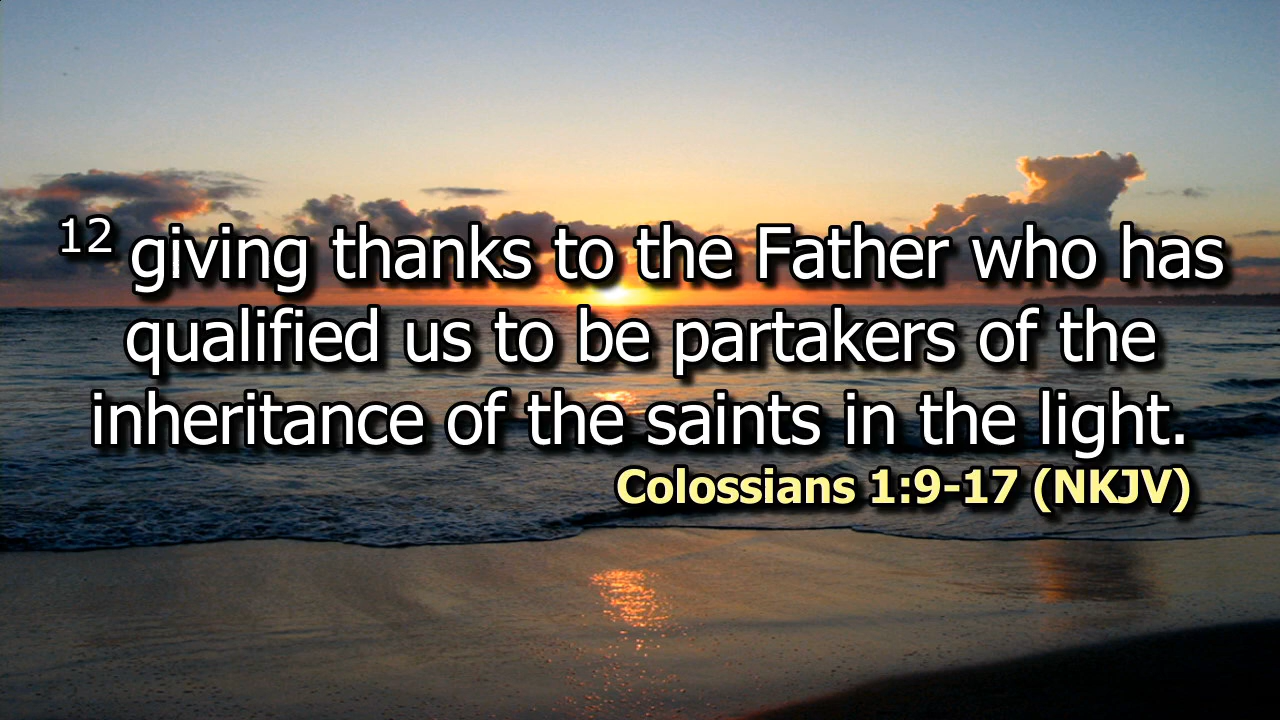 12 giving thanks to the Father who has
qualified us to be partakers of the
inheritance of the saints in the light.
Colossians 1:9-17 (NKJV)